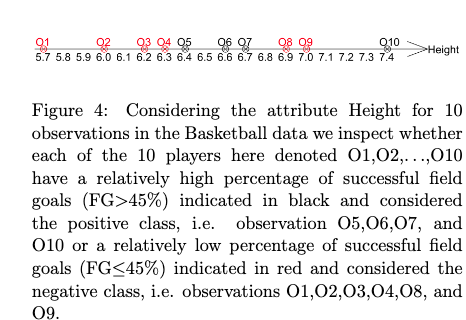 O1 O2 O3 O4 O5 O6 O7 O8 O9 O10
Height
5.7 5.8 5.9 6.0 6.1 6.2 6.3 6.4 6.5 6.6 6.7 6.8 6.9 7.0 7.1 7.2 7.3 7.4
Figure 4: Considering the attribute Height for 10
observations in the Basketball data we inspect whether
each of the 10 players here denoted O1,O2,...,O10
have a relatively high percentage of successful field
goals (FG>45%) indicated in black and considered
the positive class, i.e. observation O5,O6,O7, and
O10 or a relatively low percentage of successful field
goals (FG≤45%) indicated in red and considered the
negative class, i.e. observations O1,O2,O3,O4,O8, and
O9.